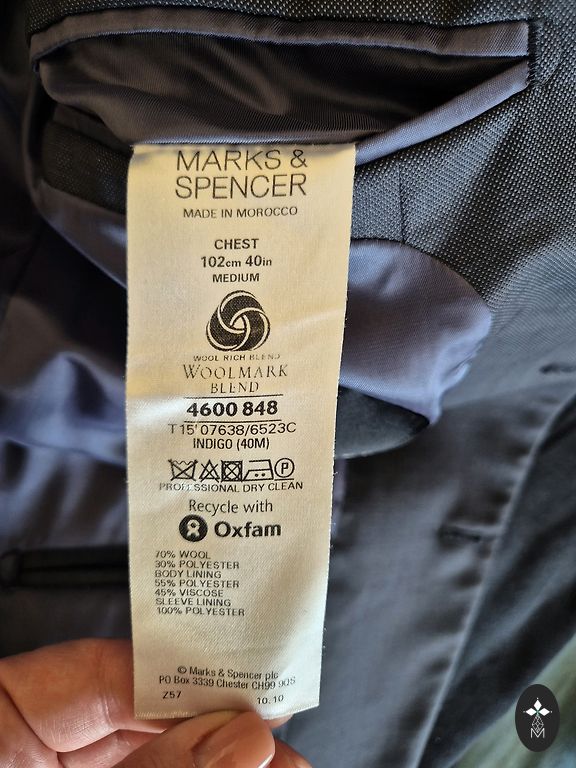 MARKS &
SPENCER
MADE IN MOROCCO
CHEST
102cm 40in
MEDIUM
WOOL RICH BLEND
WOOLMARK
BLEND
4600 848
T15 07638/6523C
INDIGO (40M)
P
PROFESSIONAL DRY CLEAN
Recycle with
Oxfam
70% WOOL
30% POLYESTER
BODY LINING
55% POLYESTER
45% VISCOSE
SLEEVE LINING
100% POLYESTER
© Marks & Spencer plc
PO Box 3339 Chester CH99 9QS
Z57 10.10
M